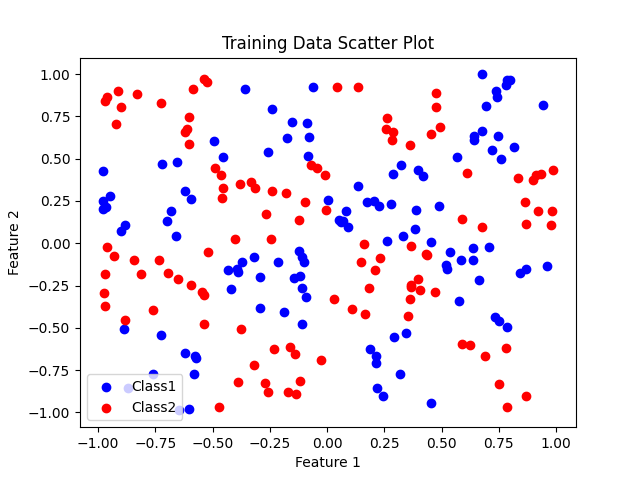 Training Data Scatter Plot
1.00
0.75
0.50
0.25
0.00
−0.25
−0.50
−0.75
−1.00
Feature 2
Class1
Class2
−1.00 −0.75 −0.50 −0.25 0.00 0.25 0.50 0.75 1.00
Feature 1